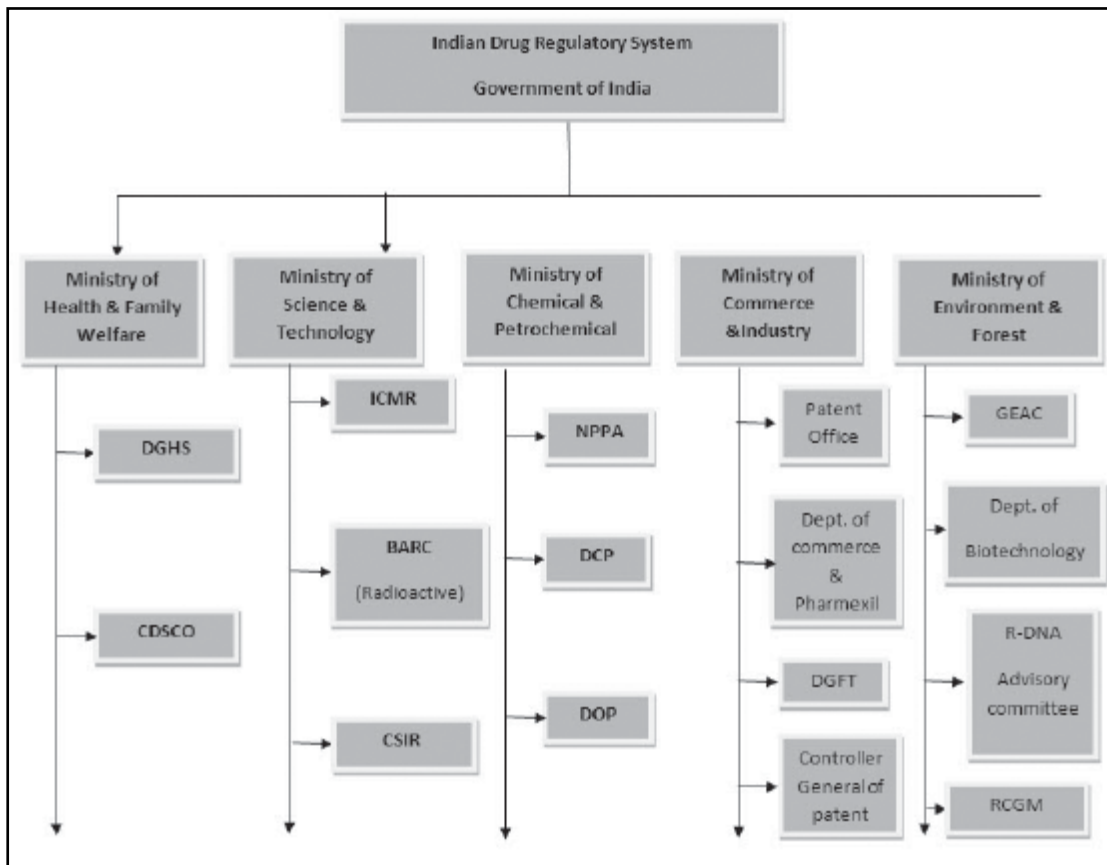 Indian Drug Regulatory System
Government of India
Ministry of
Health & Family
Welfare
DGHS
CDSCO
Ministry of
Science &
Technology
ICMR
BARC
(Radioactive)
CSIR
Ministry of
Chemical &
Petrochemical
NPPA
DCP
DOP
Ministry of
Commerce
&Industry
Patent
Office
Dept. of
commerce
&
Pharmexil
DGFT
Controller
General of
patent
Ministry of
Environment &
Forest
GEAC
Dept. of
Biotechnology
R-DNA
Advisory
committee
RCGM